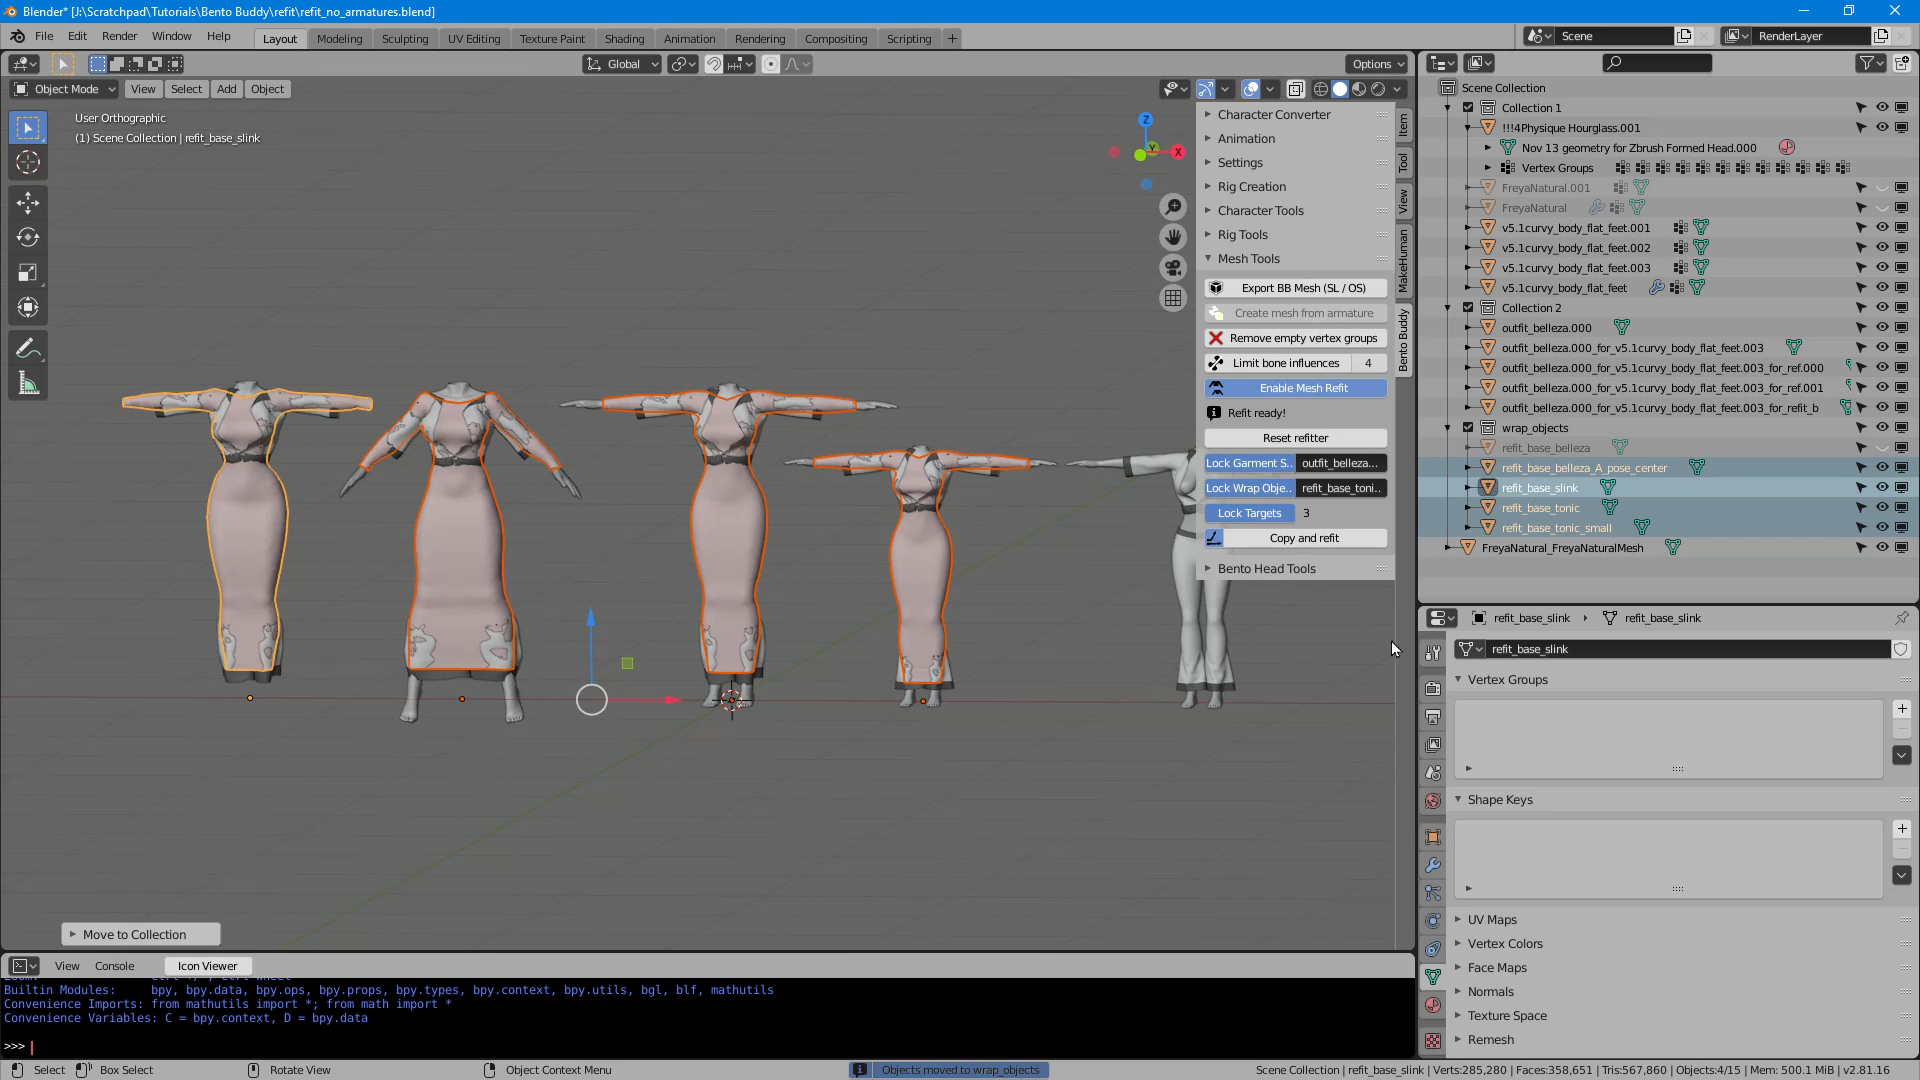 Blender* [J:\Scratchpad\Tutorials\Bento Buddy\refit\refit_no_armatures.blend]
File Edit Render Window Help
Layout Modeling Sculpting UV Editing Texture Paint Shading Animation Rendering Compositing Scripting +
Scene
RenderLayer
Global
Options
Object Mode View Select Add Object
User Orthographic
(1) Scene Collection | refit_base_slink
Z
Y
X
Character Converter
Animation
Settings
Rig Creation
Character Tools
Rig Tools
Mesh Tools
Export BB Mesh (SL / OS)
Create mesh from armature
Remove empty vertex groups
Limit bone influences 4
Enable Mesh Refit
Refit ready!
Reset refitter
Lock Garment S.. outfit_belleza...
Lock Wrap Obje.. refit_base_toni..
Lock Targets 3
Copy and refit
Bento Head Tools
Item
Tool
View
MakeHuman
Bento Buddy
Scene Collection
Collection 1
!!!4Physique Hourglass.001
Nov 13 geometry for Zbrush Formed Head.000
Vertex Groups
FreyaNatural.001
FreyaNatural
v5.1curvy_body_flat_feet.001
v5.1curvy_body_flat_feet.002
v5.1curvy_body_flat_feet.003
v5.1curvy_body_flat_feet
Collection 2
outfit_belleza.000
outfit_belleza.000_for_v5.1curvy_body_flat_feet.003
outfit_belleza.000_for_v5.1curvy_body_flat_feet.003_for_ref.000
outfit_belleza.000_for_v5.1curvy_body_flat_feet.003_for_ref.001
outfit_belleza.000_for_v5.1curvy_body_flat_feet.003_for_refit_b
wrap_objects
refit_base_belleza
refit_base_belleza_A_pose_center
refit_base_slink
refit_base_tonic
refit_base_tonic_small
FreyaNatural_FreyaNaturalMesh
refit_base_slink refit_base_slink
refit_base_slink
Vertex Groups
Shape Keys
UV Maps
Vertex Colors
Face Maps
Normals
Texture Space
Remesh
Move to Collection
View Console Icon Viewer
Builtin Modules: bpy, bpy.data, bpy.ops, bpy.props, bpy.types, bpy.context, bpy.utils, bgl, blf, mathutils
Convenience Imports: from mathutils import *; from math import *
Convenience Variables: C = bpy.context, D = bpy.data
>>>
Select Box Select Rotate View Object Context Menu
Objects moved to wrap_objects
Scene Collection | refit_base_slink | Verts:285,280 | Faces:358,651 | Tris:567,860 | Objects:4/15 | Mem: 500.1 MiB | v2.81.16